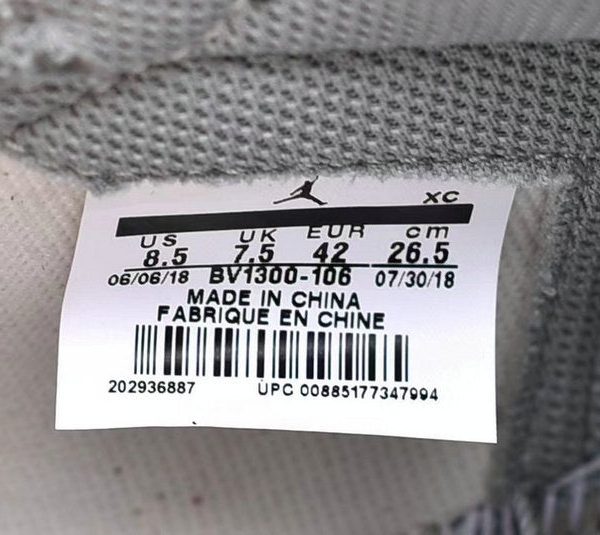 XC
US UK EUR cm
8.5 7.5 42 26.5
06/06/18 BV1300-106 07/30/18
MADE IN CHINA
FABRIQUE EN CHINE
202936887 UPC 00885177347994